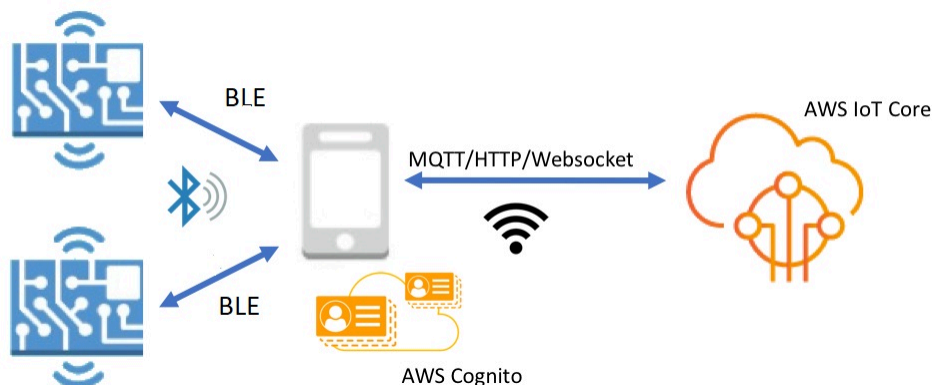 BLE
AWS IoT Core
MQTT/HTTP/Websocket
BLE
AWS Cognito